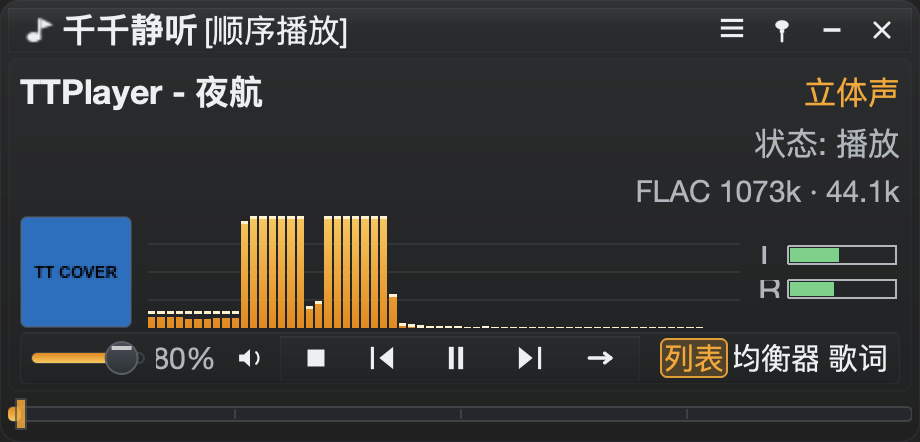 千千静听 [顺序播放]
TTPlayer - 夜航
立体声
状态: 播放
FLAC 1073k · 44.1k
TT COVER
L
R
80%
列表 均衡器 歌词